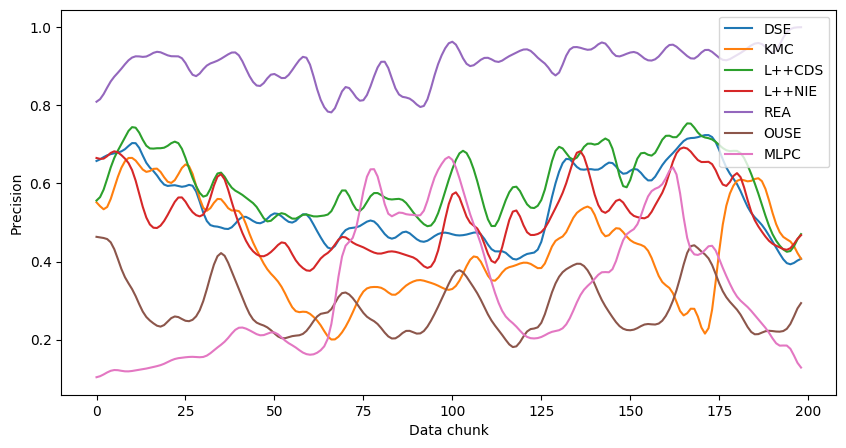 1.0
0.8
0.6
0.4
0.2
Precision
0 25 50 75 100 125 150 175 200
Data chunk
DSE
KMC
L++CDS
L++NIE
REA
OUSE
MLPC